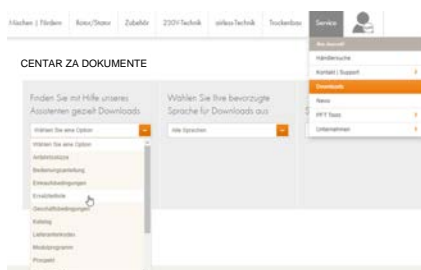 Mischen | Fördern Rotor/Stator Zubehör 230V-Technik airless-Technik Trockenbau Service
Händlersuche
Kontakt | Support
Downloads
News
PFT Team
Unternehmen
CENTAR ZA DOKUMENTE
Finden Sie mit Hilfe unseres
Assistenten gezielt Downloads
Wählen Sie eine Option
Wählen Sie eine Option
Bedienungsanleitung
Einkaufsbedingungen
Ersatzteilliste
Geschäftsbedingungen
Katalog
Lieferantenkodex
Modulprogramm
Prospekt
Wählen Sie Ihre bevorzugte
Sprache für Downloads aus
Alle Sprachen